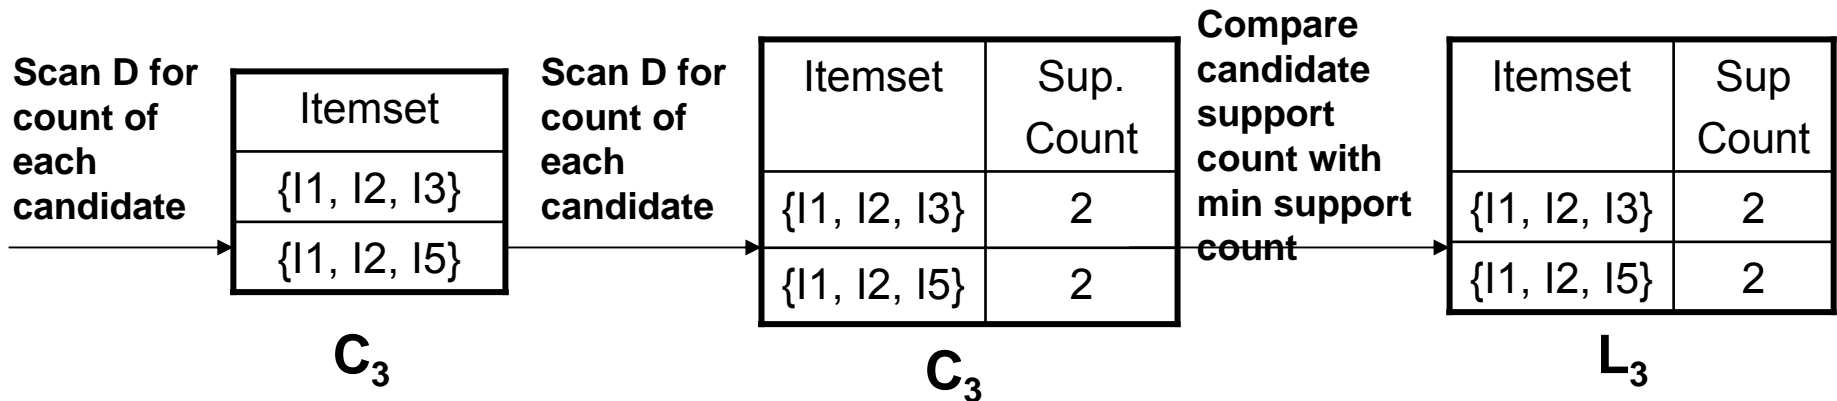 Scan D for
count of
each
candidate
Itemset
{I1, I2, I3}
{I1, I2, I5}
C3
Scan D for
count of
each
candidate
Itemset Sup. Count
{I1, I2, I3} 2
{I1, I2, I5} 2
C3
Compare
candidate
support
count with
min support
count
Itemset Sup Count
{I1, I2, I3} 2
{I1, I2, I5} 2
L3